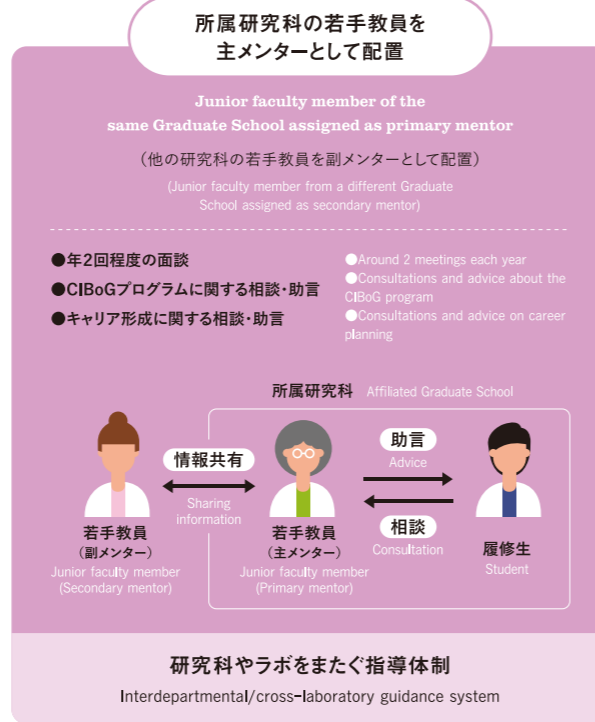 所属研究科の若手教員を
主メンターとして配置
Junior faculty member of the
same Graduate School assigned as primary mentor
（他の研究科の若手教員を副メンターとして配置）
(Junior faculty member from a different Graduate
School assigned as secondary mentor)
●年2回程度の面談
●CIBoGプログラムに関する相談・助言
●キャリア形成に関する相談・助言
●Around 2 meetings each year
●Consultations and advice about the
CIBoG program
●Consultations and advice on career
planning
所属研究科 Affiliated Graduate School
情報共有
Sharing
information
助言
Advice
相談
Consultation
若手教員
（副メンター）
Junior faculty member
(Secondary mentor)
若手教員
（主メンター）
Junior faculty member
(Primary mentor)
履修生
Student
研究科やラボをまたぐ指導体制
Interdepartmental/cross-laboratory guidance system